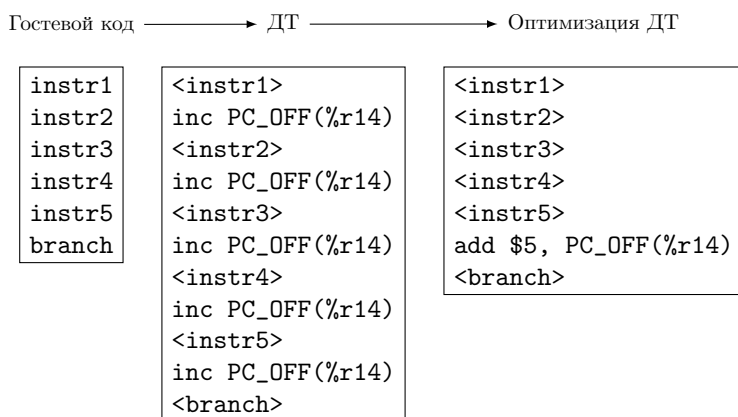 Гостевой код ДТ Оптимизация ДТ
instr1
instr2
instr3
instr4
instr5
branch
<instr1>
inc PC_OFF(%r14)
<instr2>
inc PC_OFF(%r14)
<instr3>
inc PC_OFF(%r14)
<instr4>
inc PC_OFF(%r14)
<instr5>
inc PC_OFF(%r14)
<branch>
<instr1>
<instr2>
<instr3>
<instr4>
<instr5>
add $5, PC_OFF(%r14)
<branch>